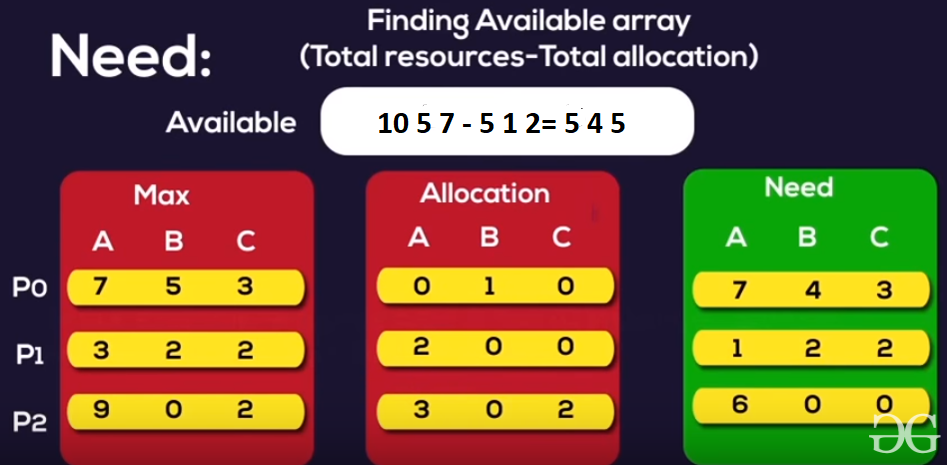 Finding Available array
Need: (Total resources-Total allocation)
Available 10 5 7 - 5 1 2= 5 4 5
Max Allocation Need
A B C A B C A B C
P0 7 5 3 0 1 0 7 4 3
P1 3 2 2 2 0 0 1 2 2
P2 9 0 2 3 0 2 6 0 0